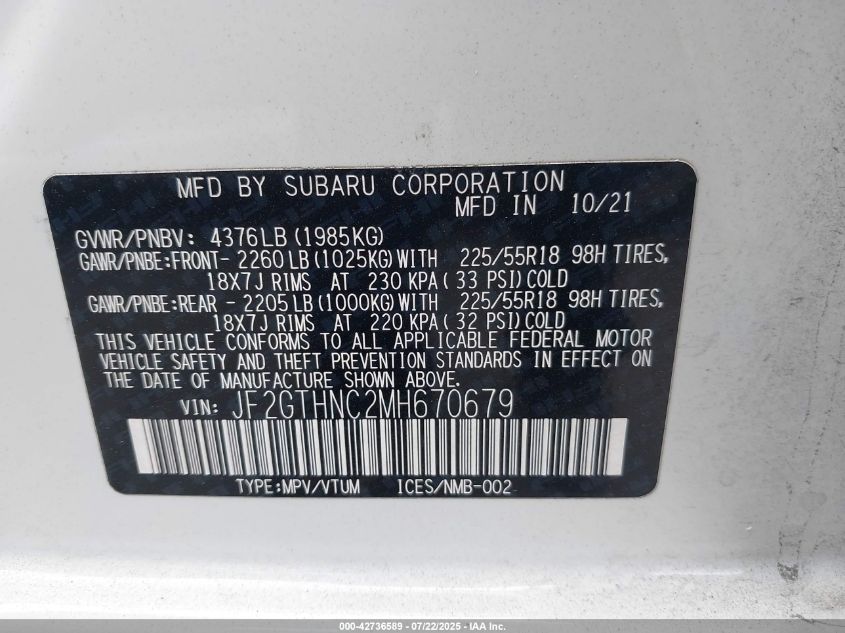 MFD BY SUBARU CORPORATION
MFD IN 10/21
GVWR/PNBV: 4376LB (1985KG)
GAWR/PNBE:FRONT- 2260LB (1025KG)WITH 225/55R18 98H TIRES,
18X7J RIMS AT 230 KPA( 33 PSI)COLD
GAWR/PNBE:REAR - 2205LB (1000KG)WITH 225/55R18 98H TIRES,
18X7J RIMS AT 220 KPA( 32 PSI)COLD
THIS VEHICLE CONFORMS TO ALL APPLICABLE FEDERAL MOTOR
VEHICLE SAFETY AND THEFT PREVENTION STANDARDS IN EFFECT ON
THE DATE OF MANUFACTURE SHOWN ABOVE.
VIN: JF2GTHNC2MH670679
TYPE:MPV/VTUM ICES/NMB-002
000-42736589 - 07/22/2025 - IAA Inc.